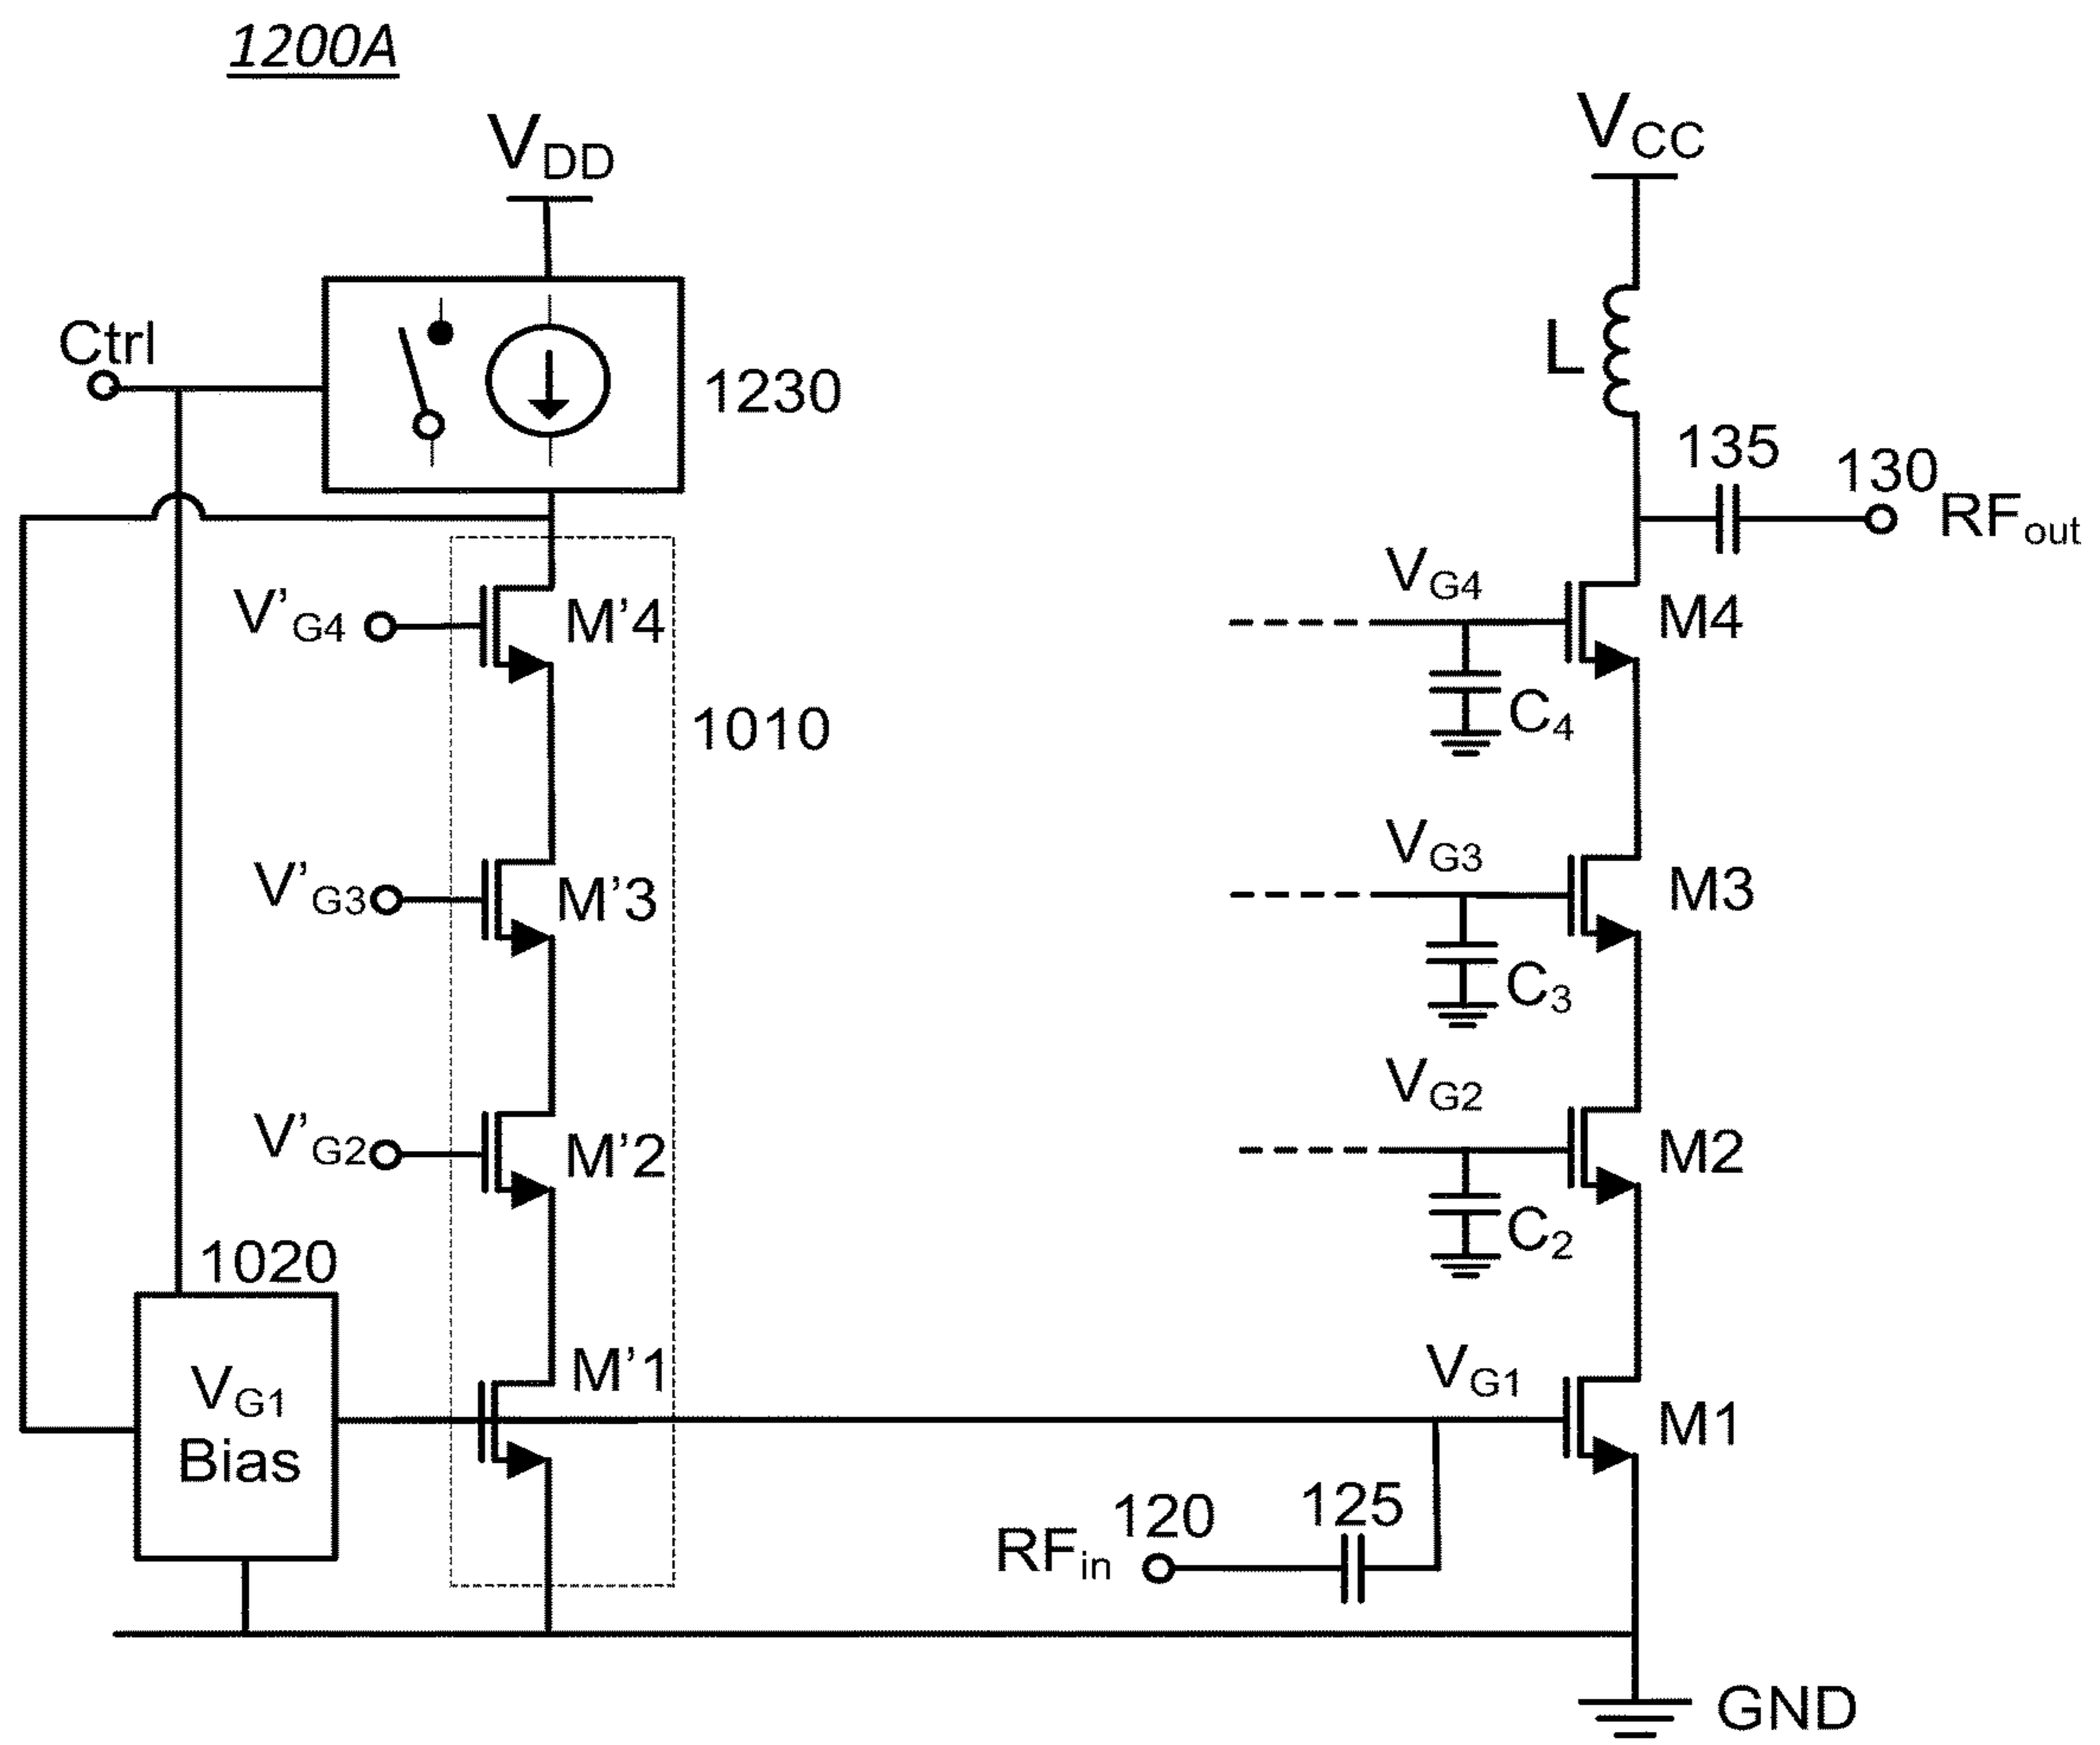 1200A
VDD
VCC
Ctrl
1230
L
135
130
RFout
V'G4
M'4
VG4
M4
C4
1010
V'G3
M'3
VG3
M3
C3
V'G2
M'2
VG2
M2
C2
1020
VG1
Bias
M'1
VG1
M1
RFin
120
125
GND